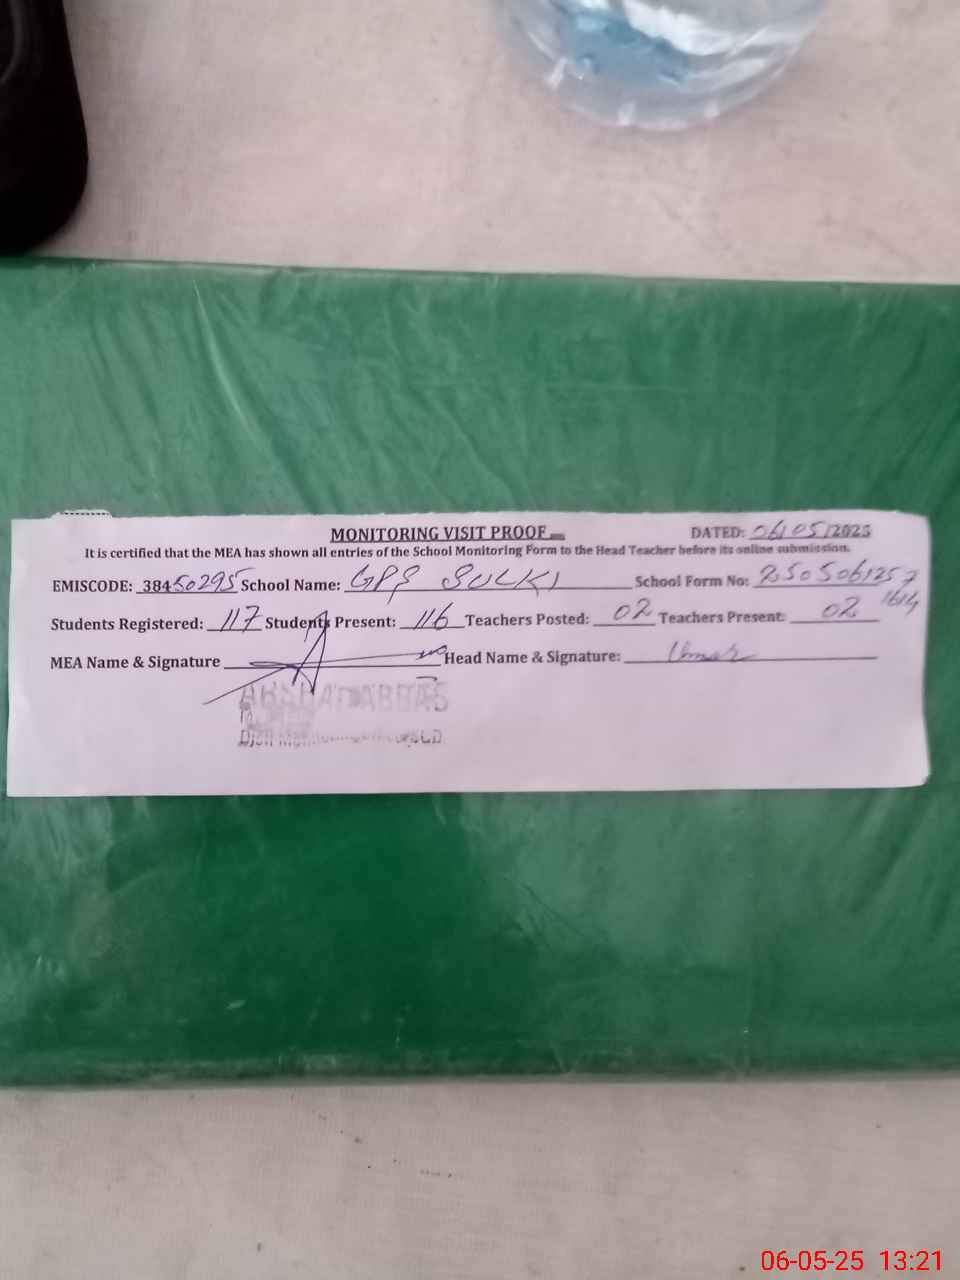 MONITORING VISIT PROOF
DATED: 06/05/2025
It is certified that the MEA has shown all entries of the School Monitoring Form to the Head Teacher before its online submission.
EMISCODE: 38450295 School Name: GPS SULKI School Form No: 2505061257
1614
Students Registered: 117 Students Present: 116 Teachers Posted: 02 Teachers Present: 02
MEA Name & Signature Head Name & Signature: Umar
06-05-25 13:21